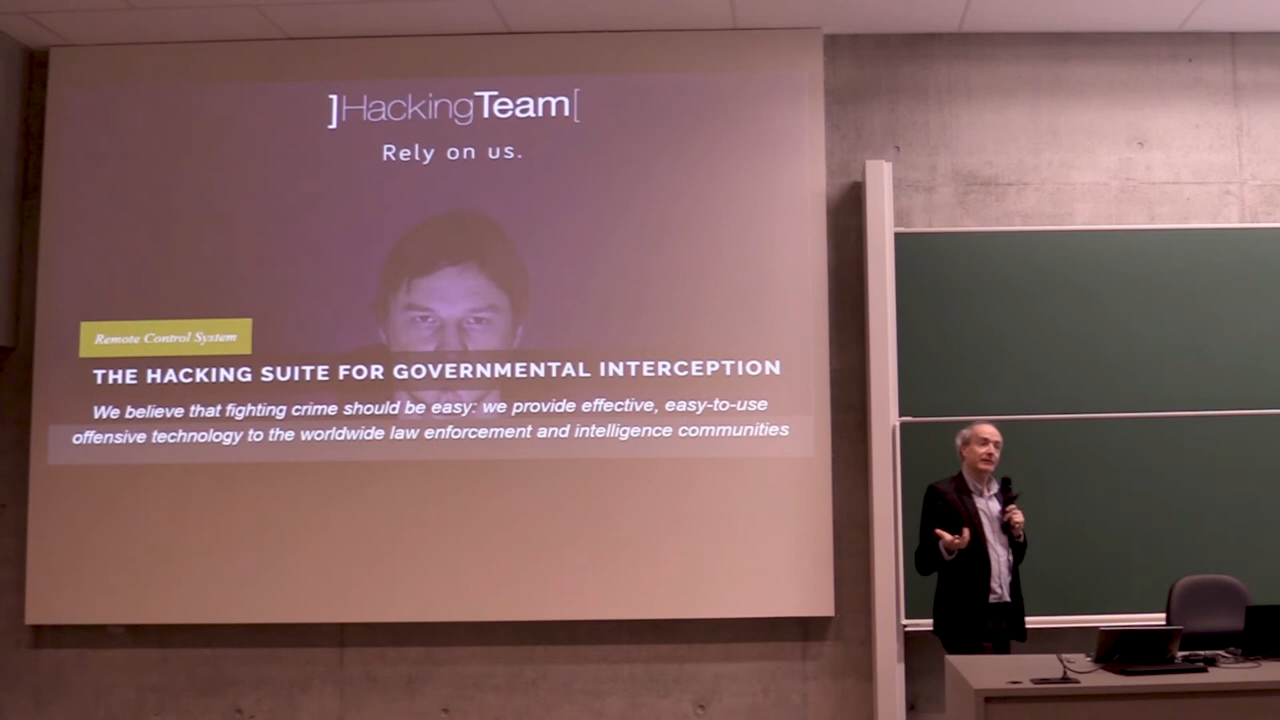 ]HackingTeam[
Rely on us.
Remote Control System
THE HACKING SUITE FOR GOVERNMENTAL INTERCEPTION
We believe that fighting crime should be easy: we provide effective, easy-to-use
offensive technology to the worldwide law enforcement and intelligence communities